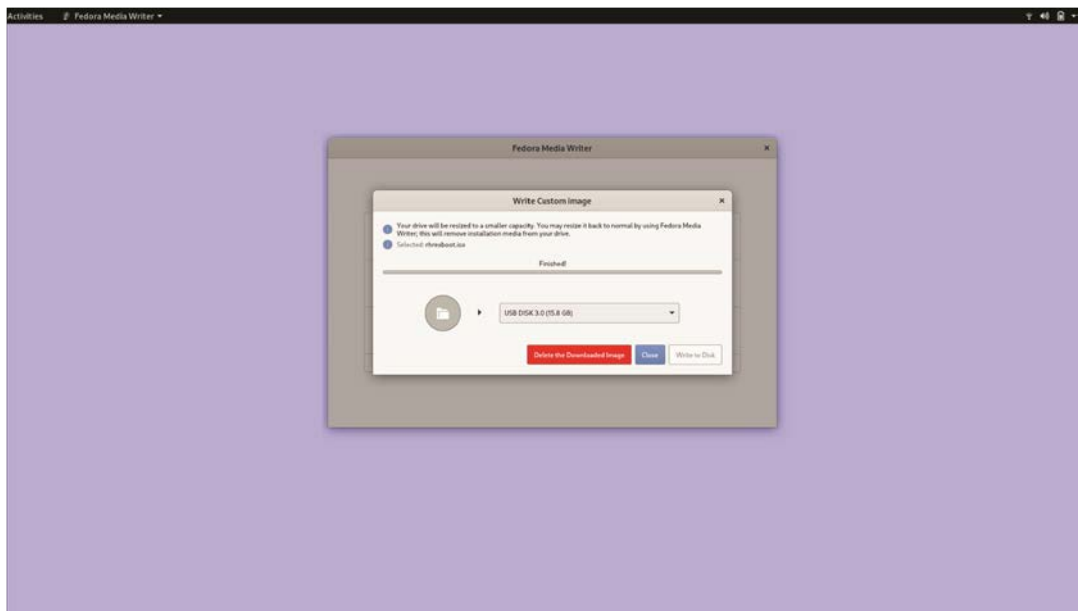 Activities Fedora Media Writer
Fedora Media Writer
Write Custom image
Your drive will be resized to a smaller capacity. You may resize it back to normal by using Fedora Media
Writer; this will remove installation media from your drive.
Selected:
Finished!
USB DISK 3.0 (15.8 GB)
Delete the Downloaded Image Close Write to Disk